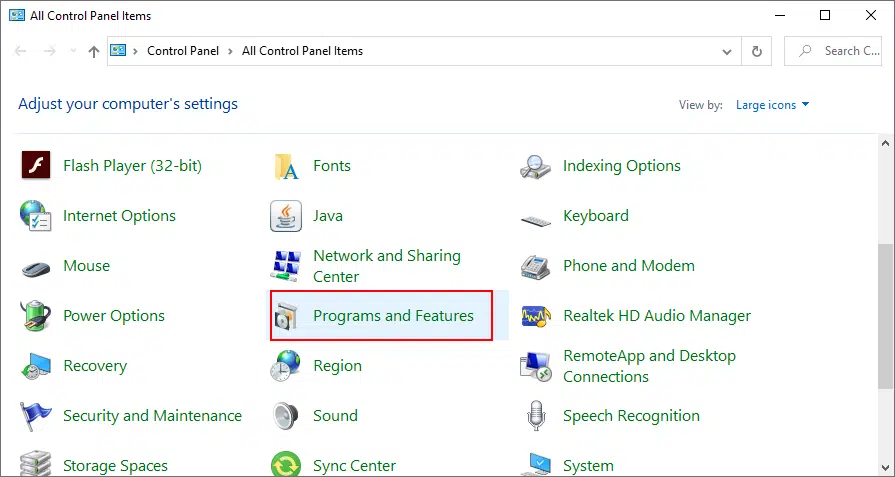 All Control Panel Items
Control Panel > All Control Panel Items
Search C...
Adjust your computer's settings
View by: Large icons
Flash Player (32-bit)
Fonts
Indexing Options
Internet Options
Java
Keyboard
Mouse
Network and Sharing
Center
Phone and Modem
Power Options
Programs and Features
Realtek HD Audio Manager
Recovery
Region
RemoteApp and Desktop
Connections
Security and Maintenance
Sound
Speech Recognition
Storage Spaces
Sync Center
System